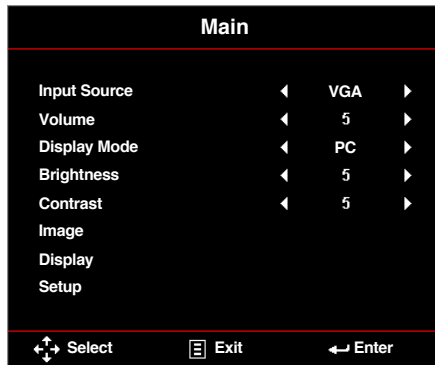 Main
Input Source VGA
Volume 5
Display Mode PC
Brightness 5
Contrast 5
Image
Display
Setup
Select Exit Enter